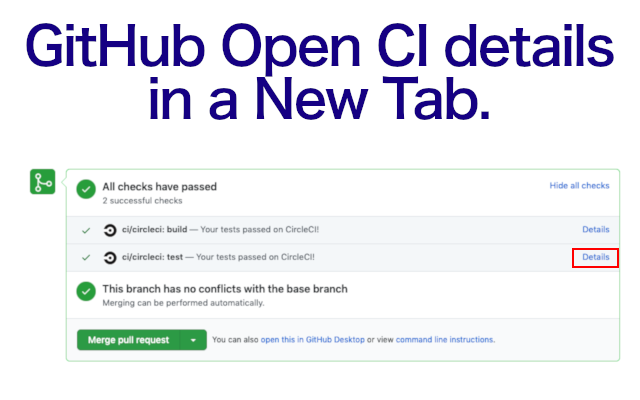 GitHub Open CI details
in a New Tab.
All checks have passed
Hide all checks
2 successful checks
ci/circleci: build — Your tests passed on CircleCI!
Details
ci/circleci: test — Your tests passed on CircleCI!
Details
This branch has no conflicts with the base branch
Merging can be performed automatically.
Merge pull request
You can also open this in GitHub Desktop or view command line instructions.